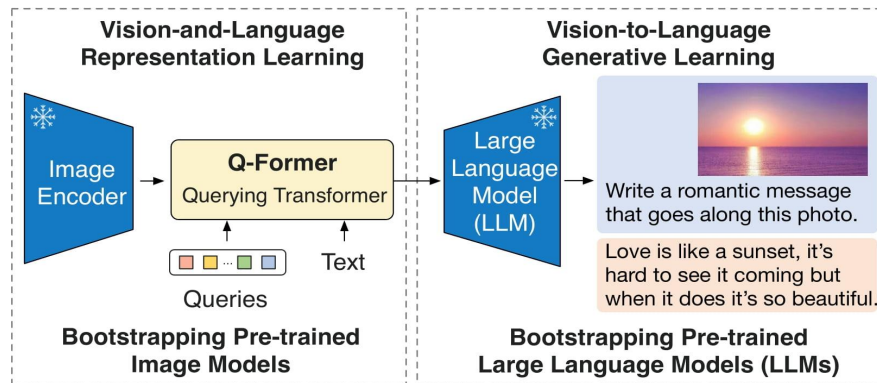 Vision-and-Language
Representation Learning
Image
Encoder
Q-Former
Querying Transformer
...
Queries
Text
Bootstrapping Pre-trained
Image Models
Vision-to-Language
Generative Learning
Large
Language
Model
(LLM)
Write a romantic message
that goes along this photo.
Love is like a sunset, it's
hard to see it coming but
when it does it's so beautiful.
Bootstrapping Pre-trained
Large Language Models (LLMs)